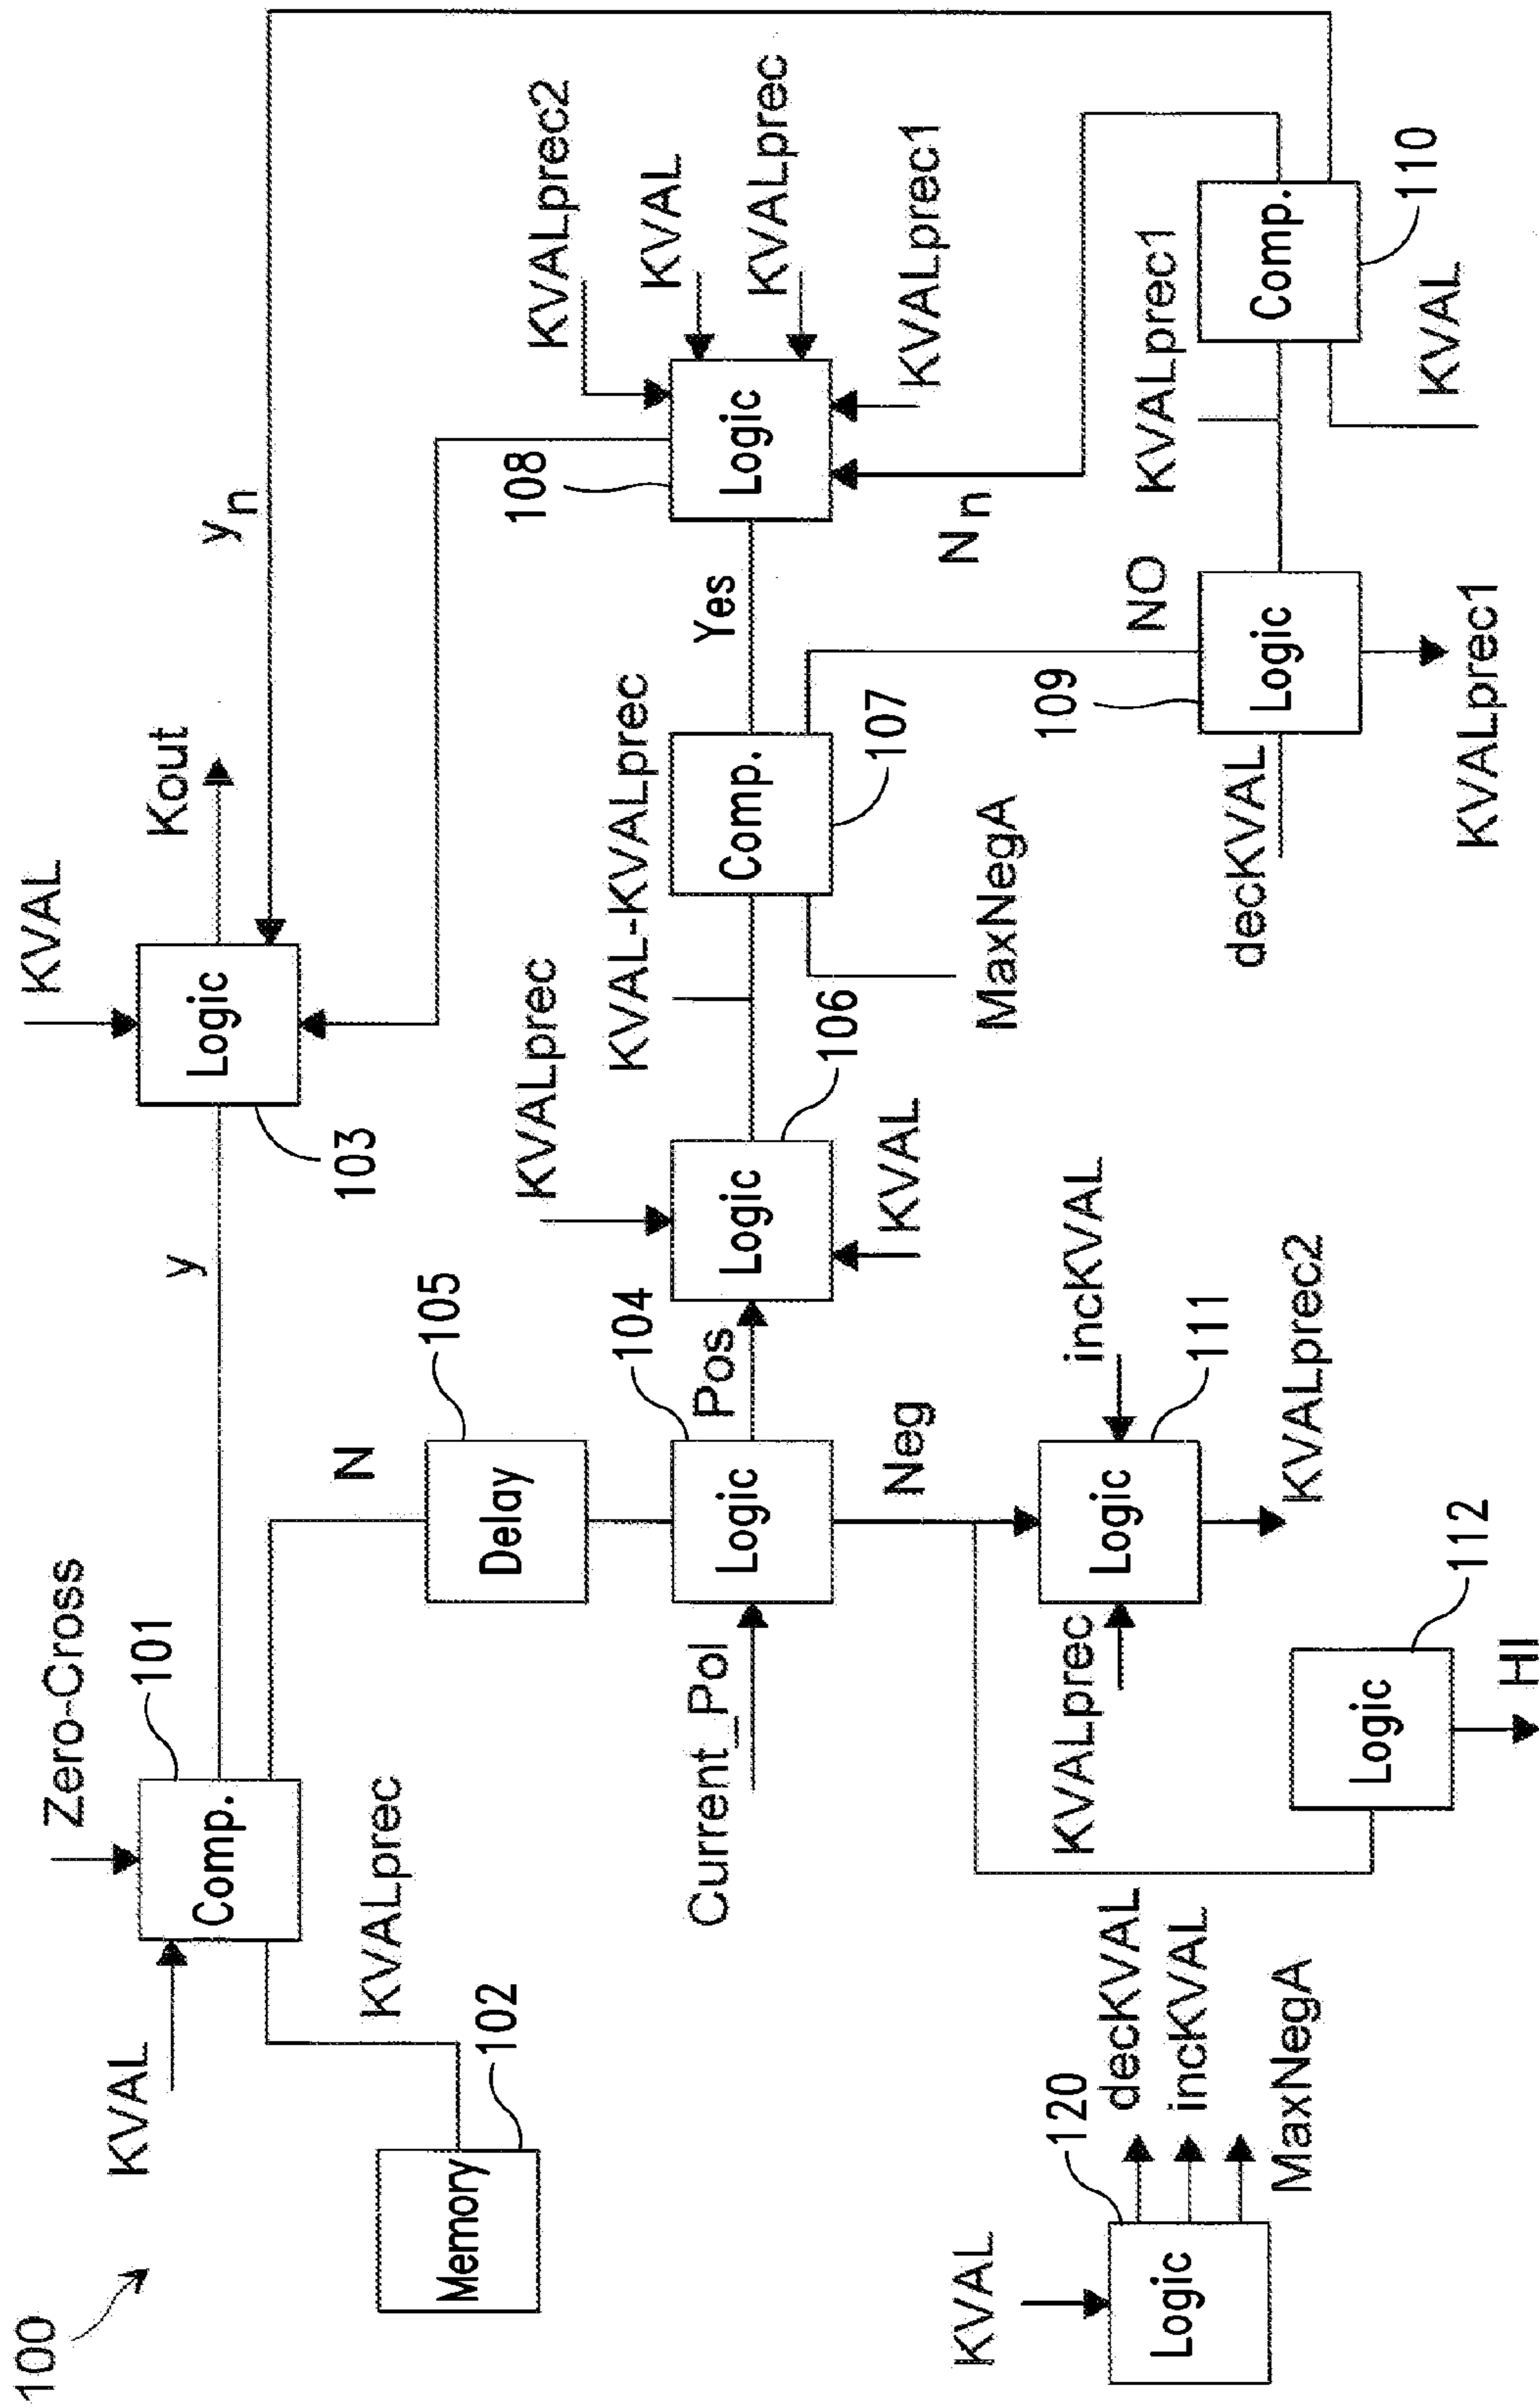 100
KVAL
Zero-Cross
101
Comp.
y
KVAL
Logic
103
Kout
yn
Memory
102
KVALprec
N
Delay
105
Current_Pol
Logic
104
Pos
Neg
KVALprec
Logic
106
KVAL
KVAL-KVALprec
MaxNegA
Comp.
107
Yes
NO
Logic
108
KVALprec2
KVAL
KVALprec
KVALprec1
Nn
decKVAL
Logic
109
KVALprec1
KVALprec1
Comp.
110
KVAL
KVALprec
Logic
111
incKVAL
KVALprec2
Logic
112
HI
KVAL
Logic
120
decKVAL
incKVAL
MaxNegA